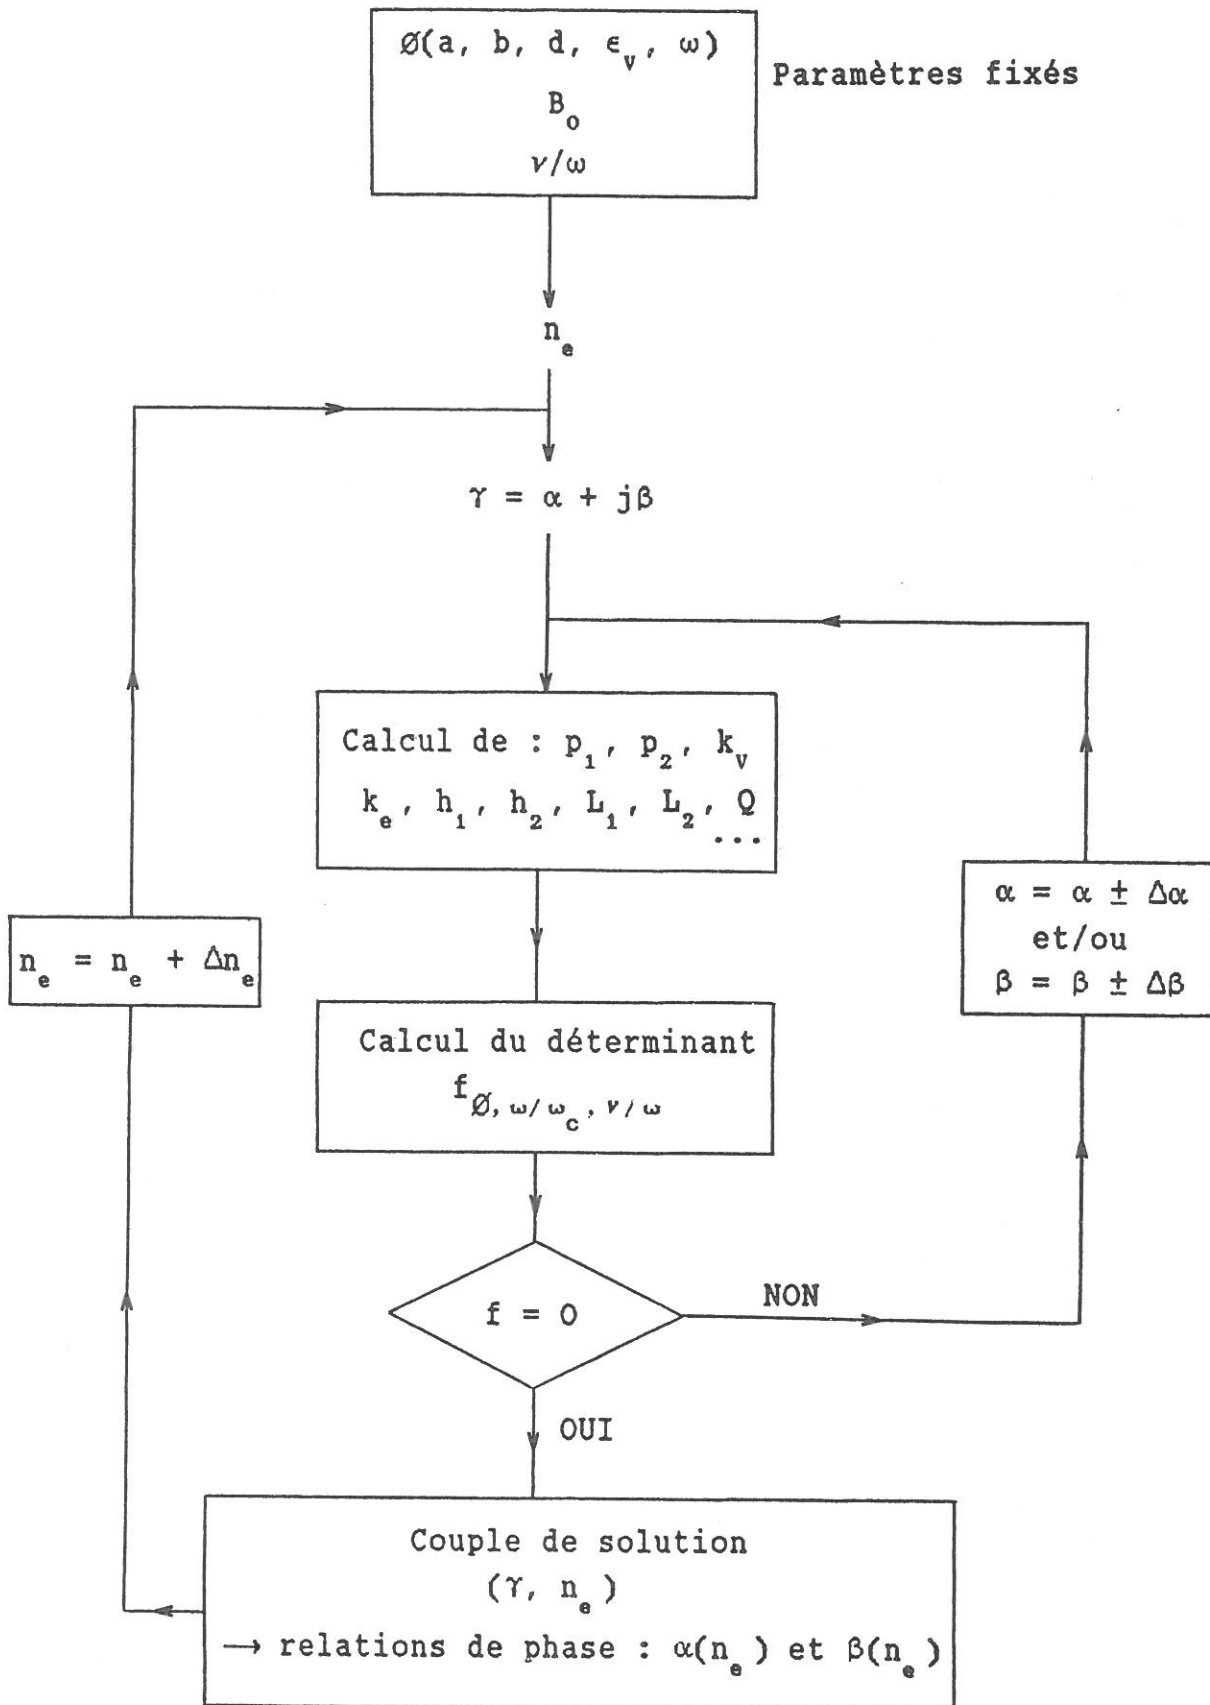 Ø(a, b, d, ϵ_v, ω)
B_o
ν/ω
Paramètres fixés
n_e
γ = α + jβ
Calcul de : p_1, p_2, k_v
k_e, h_1, h_2, L_1, L_2, Q
...
α = α ± Δα
et/ou
β = β ± Δβ
n_e = n_e + Δn_e
Calcul du déterminant
f_Ø, ω/ω_c, ν/ω
f = 0
NON
OUI
Couple de solution
(γ, n_e)
→ relations de phase : α(n_e) et β(n_e)